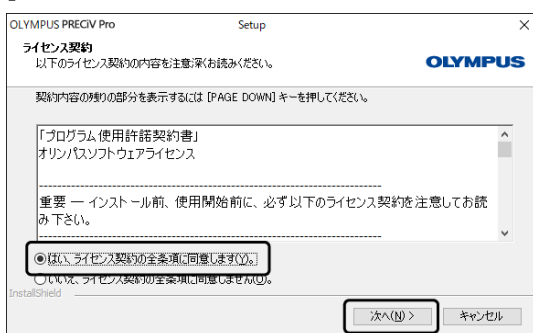 OLYMPUS PRECiV Pro Setup
ライセンス契約
以下のライセンス契約の内容を注意深くお読みください。
OLYMPUS
契約内容の残りの部分を表示するには [PAGE DOWN] キーを押してください。
「プログラム使用許諾契約書」
オリンパスソフトウェアライセンス
------------------------------------------------------------
重要 ― インストール前、使用開始前に、必ず以下のライセンス契約を注意してお読
み下さい。
------------------------------------------------------------
はい、ライセンス契約の全条項に同意します(Y)。
いいえ、ライセンス契約の全条項に同意しません(O)。
InstallShield
次へ(N) >
キャンセル